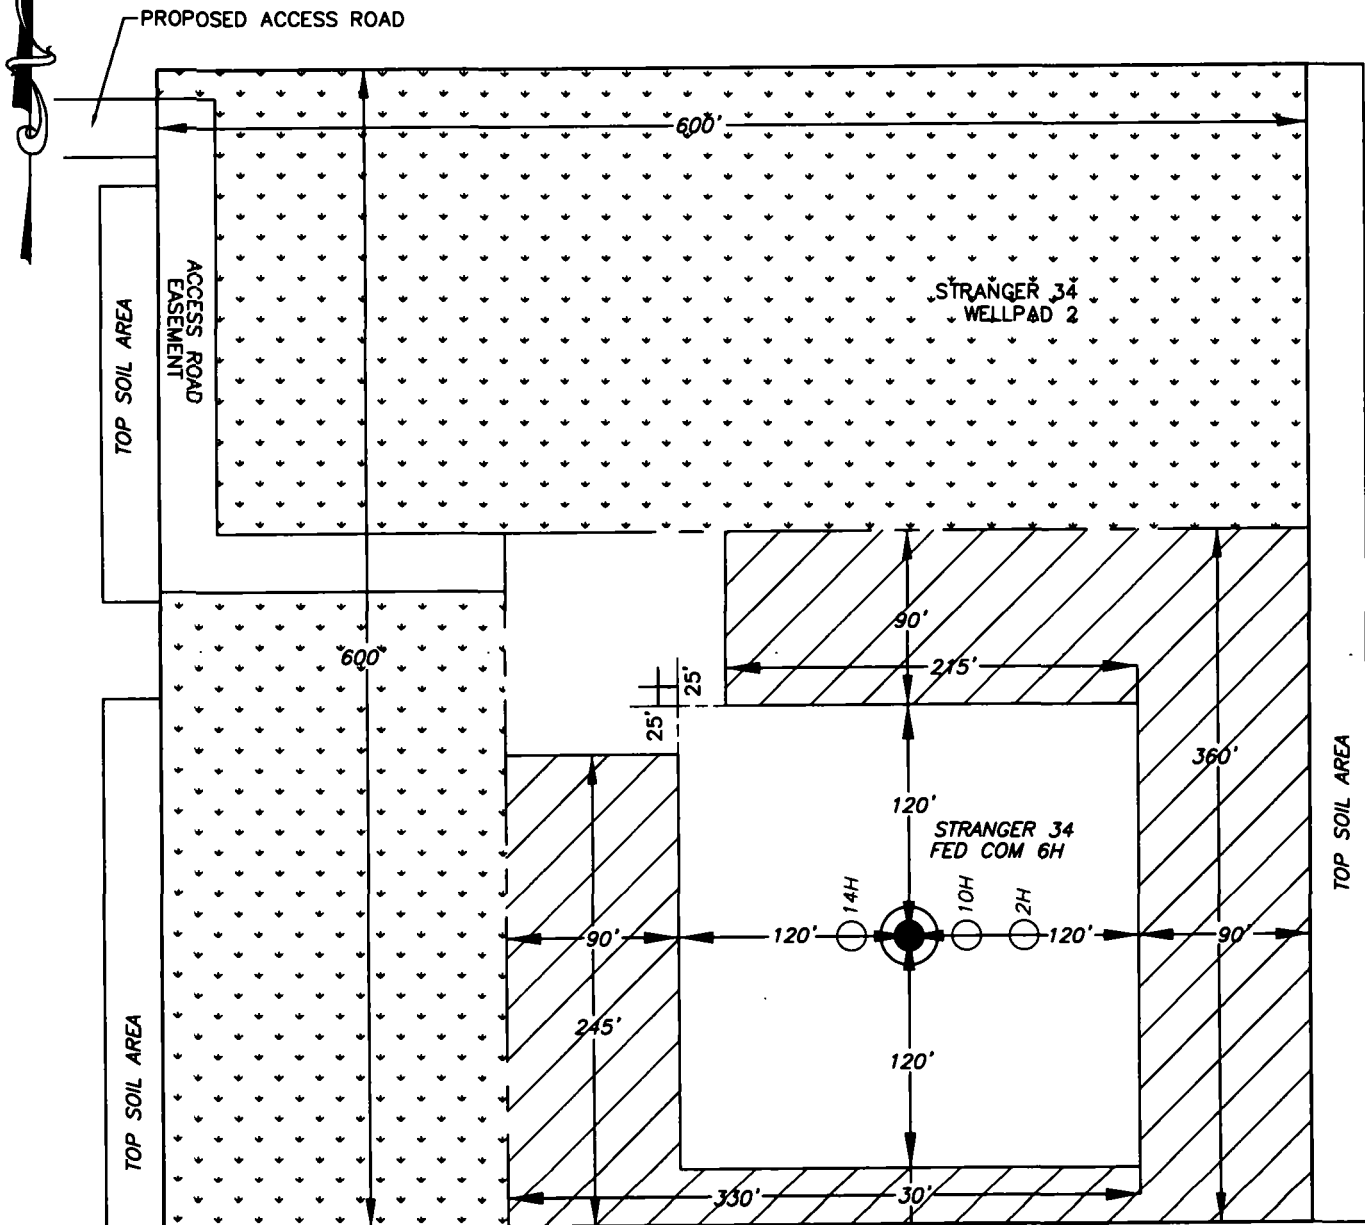 PROPOSED ACCESS ROAD
600'
STRANGER 34
WELLPAD 2
ACCESS ROAD
EASEMENT
TOP SOIL AREA
90'
600'
215'
25'
25'
360'
TOP SOIL AREA
120'
STRANGER 34
FED COM 6H
14H
10H
2H
90'
120'
120'
90'
245'
120'
TOP SOIL AREA
330'
30'